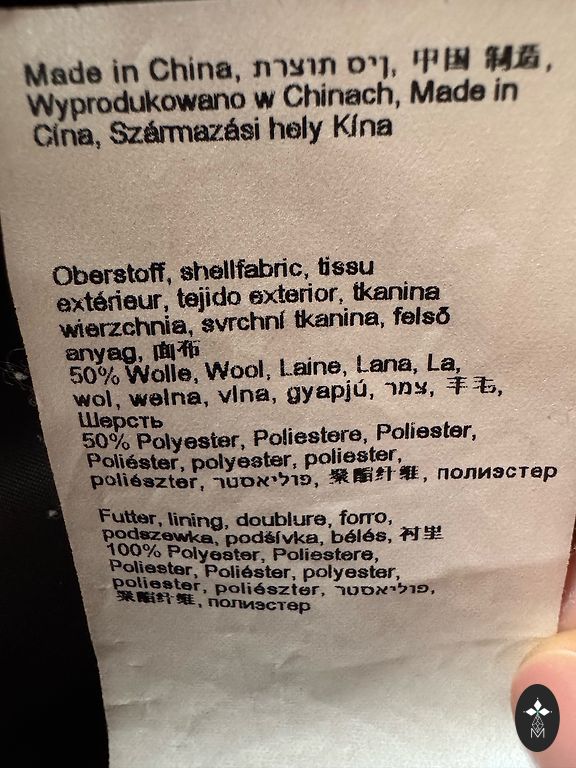 Made in China, תוצרת סין, 中国 制造,
Wyprodukowano w Chinach, Made in
Cína, Származási hely Kína
Oberstoff, shellfabric, tissu
extérieur, tejido exterior, tkanina
wierzchnia, svrchní tkanina, felső
anyag, 面布
50% Wolle, Wool, Laine, Lana, La,
wol, wełna, vlna, gyapjú, צמר, 羊毛,
Шерсть
50% Polyester, Poliestere, Poliester,
Poliéster, polyester, poliester,
poliészter, פוליאסטר, 聚酯纤维, полиэстер
Futter, lining, doublure, forro,
podszewka, podšívka, bélés, 衬里
100% Polyester, Poliestere,
Poliester, Poliéster, polyester,
poliester, poliészter, פוליאסטר,
聚酯纤维, полиэстер
M